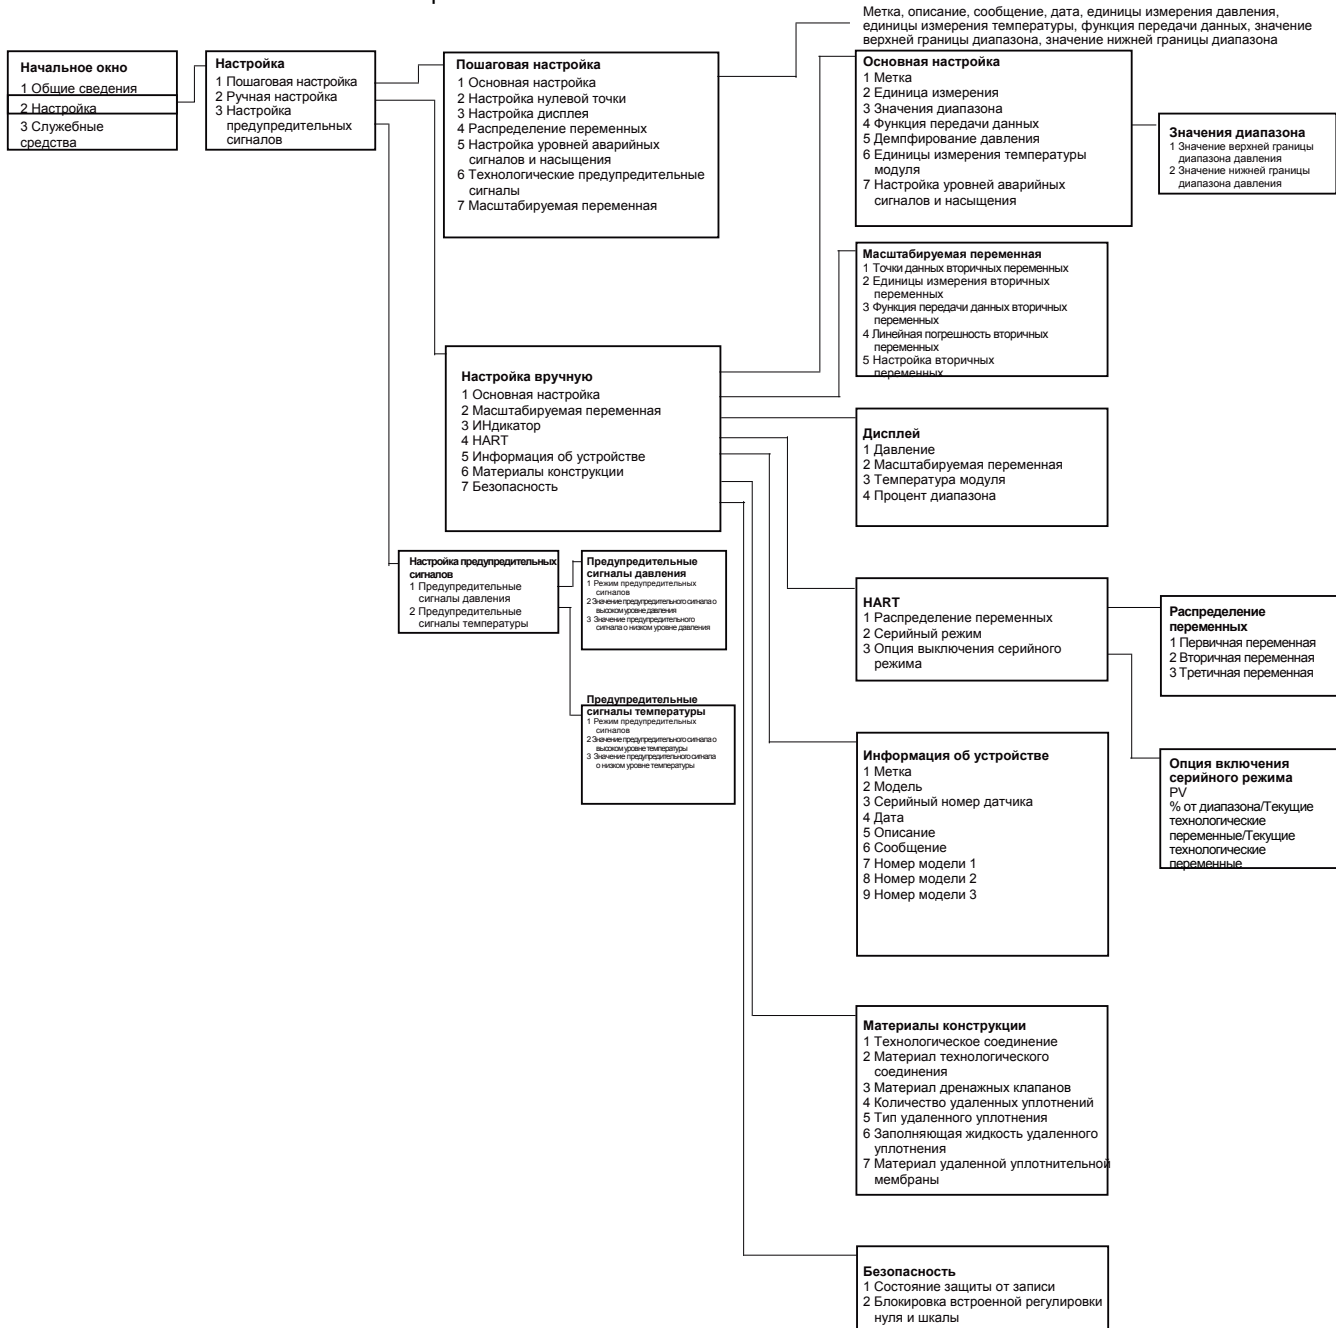 Метка, описание, сообщение, дата, единицы измерения давления,
единицы измерения температуры, функция передачи данных, значение
верхней границы диапазона, значение нижней границы диапазона
Начальное окно
1 Общие сведения
2 Настройка
3 Служебные
средства
Настройка
1 Пошаговая настройка
2 Ручная настройка
3 Настройка
предупредительных
сигналов
Пошаговая настройка
1 Основная настройка
2 Настройка нулевой точки
3 Настройка дисплея
4 Распределение переменных
5 Настройка уровней аварийных
сигналов и насыщения
6 Технологические предупредительные
сигналы
7 Масштабируемая переменная
Основная настройка
1 Метка
2 Единица измерения
3 Значения диапазона
4 Функция передачи данных
5 Демпфирование давления
6 Единицы измерения температуры
модуля
7 Настройка уровней аварийных
сигналов и насыщения
Значения диапазона
1 Значение верхней границы
диапазона давления
2 Значение нижней границы
диапазона давления
Масштабируемая переменная
1 Точки данных вторичных переменных
2 Единицы измерения вторичных
переменных
3 Функция передачи данных вторичных
переменных
4 Линейная погрешность вторичных
переменных
5 Настройка вторичных
переменных
Настройка вручную
1 Основная настройка
2 Масштабируемая переменная
3 ИНдикатор
4 HART
5 Информация об устройстве
6 Материалы конструкции
7 Безопасность
Дисплей
1 Давление
2 Масштабируемая переменная
3 Температура модуля
4 Процент диапазона
Настройка предупредительных
сигналов
1 Предупредительные
сигналы давления
2 Предупредительные
сигналы температуры
Предупредительные
сигналы давления
1 Режим предупредительных
сигналов
2 Значение предупредительного сигнала о
высоком уровне давления
3 Значение предупредительного
сигнала о низком уровне давления
Предупредительные
сигналы температуры
1 Режим предупредительных
сигналов
2 Значение предупредительного сигнала о
высоком уровне температуры
3 Значение предупредительного сигнала
о низком уровне температуры
HART
1 Распределение переменных
2 Серийный режим
3 Опция выключения серийного
режима
Распределение
переменных
1 Первичная переменная
2 Вторичная переменная
3 Третичная переменная
Информация об устройстве
1 Метка
2 Модель
3 Серийный номер датчика
4 Дата
5 Описание
6 Сообщение
7 Номер модели 1
8 Номер модели 2
9 Номер модели 3
Опция включения
серийного режима
PV
% от диапазона/Текущие
технологические
переменные/Текущие
технологические
переменные
Материалы конструкции
1 Технологическое соединение
2 Материал технологического
соединения
3 Материал дренажных клапанов
4 Количество удаленных уплотнений
5 Тип удаленного уплотнения
6 Заполняющая жидкость удаленного
уплотнения
7 Материал удаленной уплотнительной
мембраны
Безопасность
1 Состояние защиты от записи
2 Блокировка встроенной регулировки
нуля и шкалы